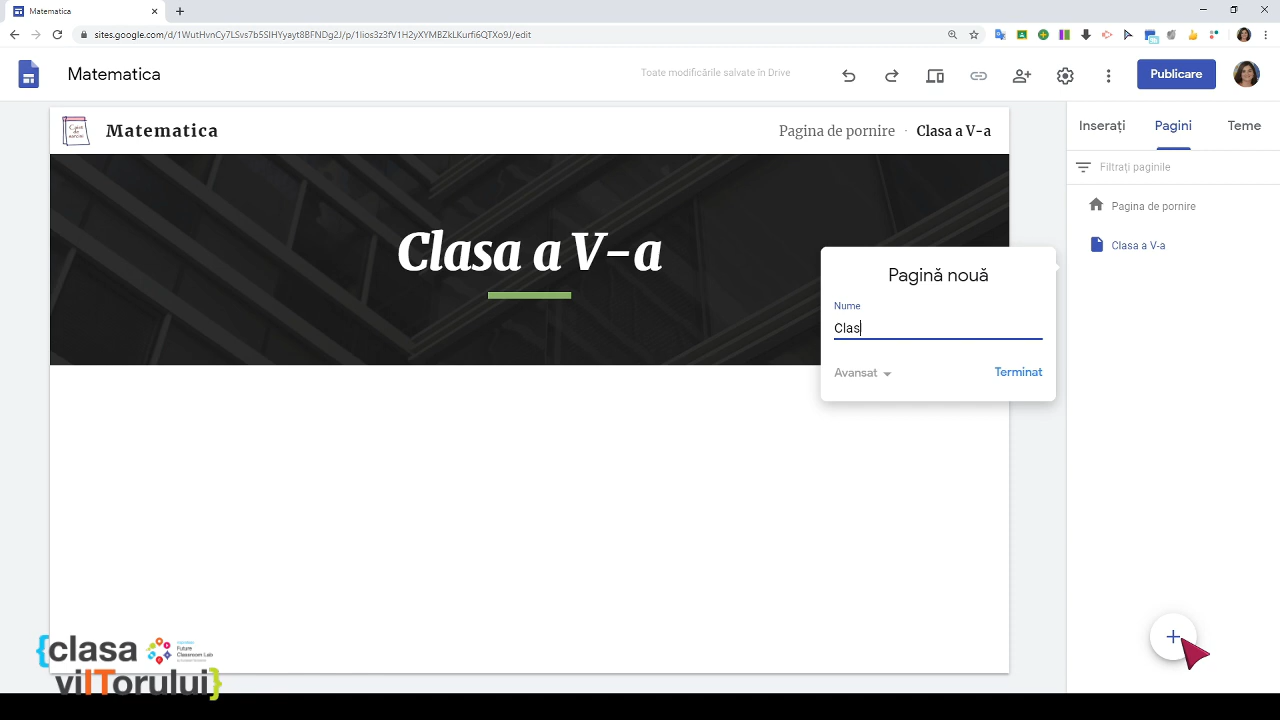 Matematica
sites.google.com/d/1WutHvnCy7LSvs7b5SIHYyayt8BFNDg2J/p/1lios3z3fV1H2yXYMBZkLKurfi6QTXo9J/edit
Matematica
Toate modificările salvate în Drive
Publicare
Matematica
Pagina de pornire · Clasa a V-a
Clasa a V-a
Inserați
Pagini
Teme
Filtrați paginile
Pagina de pornire
Clasa a V-a
Pagină nouă
Nume
Clas
Avansat
Terminat
{clasa
viITorului}
Future
Classroom Lab